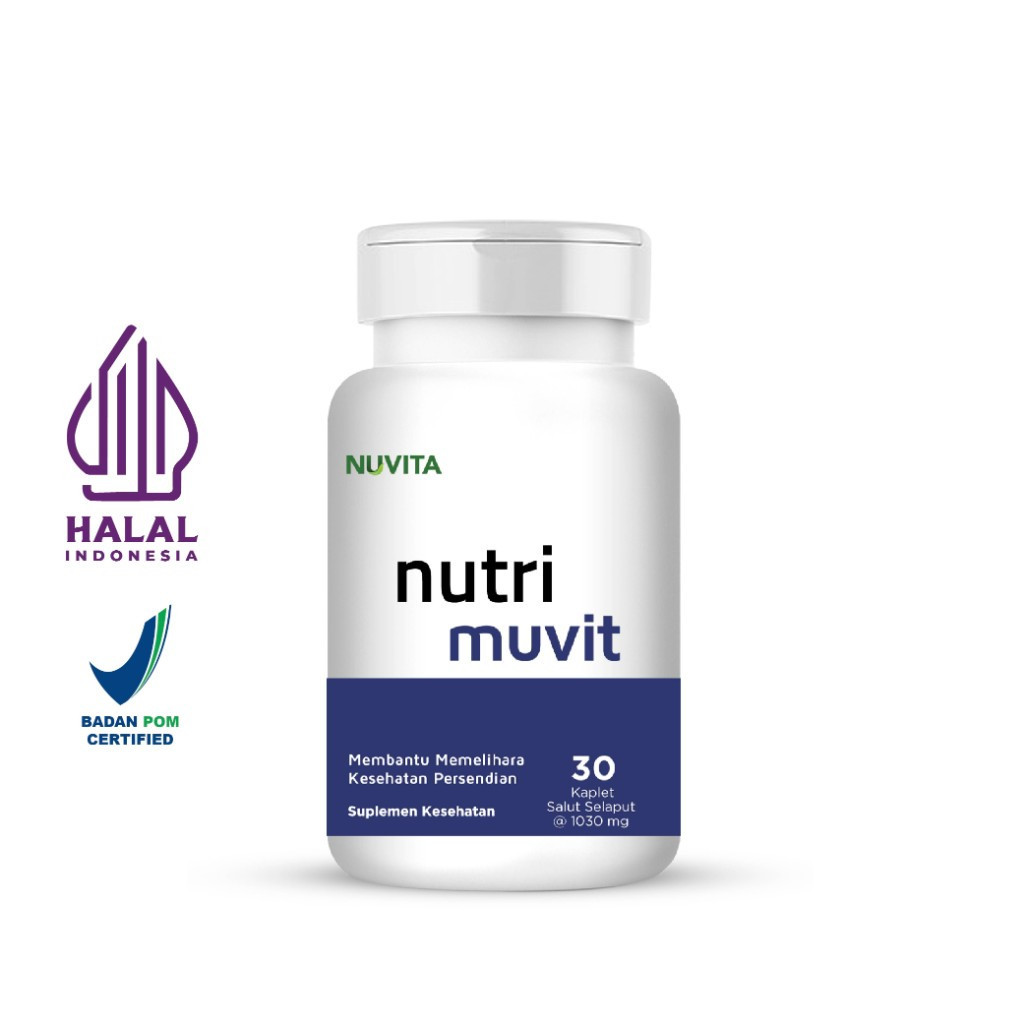 HALAL
INDONESIA
BADAN POM
CERTIFIED
NUVITA
nutri
muvit
Membantu Memelihara
Kesehatan Persendian
Suplemen Kesehatan
30
Kaplet
Salut Selaput
@ 1030 mg